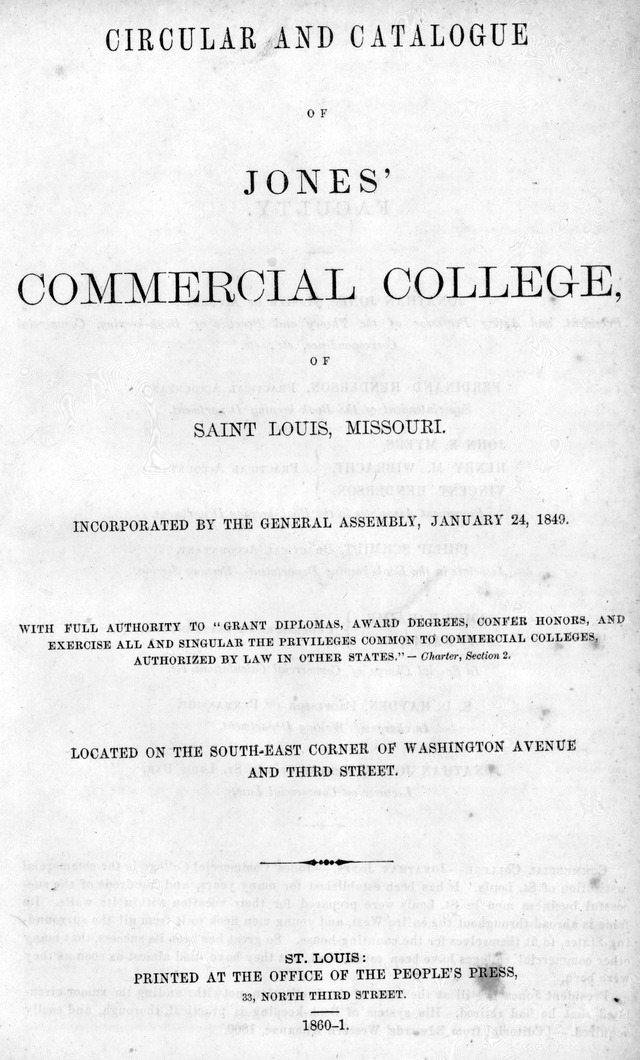 CIRCULAR AND CATALOGUE
OF
JONES'
COMMERCIAL COLLEGE,
OF
SAINT LOUIS, MISSOURI.
INCORPORATED BY THE GENERAL ASSEMBLY, JANUARY 24, 1849.
WITH FULL AUTHORITY TO "GRANT DIPLOMAS, AWARD DEGREES, CONFER HONORS, AND
EXERCISE ALL AND SINGULAR THE PRIVILEGES COMMON TO COMMERCIAL COLLEGES,
AUTHORIZED BY LAW IN OTHER STATES." — Charter, Section 2.
LOCATED ON THE SOUTH-EAST CORNER OF WASHINGTON AVENUE
AND THIRD STREET.
ST. LOUIS:
PRINTED AT THE OFFICE OF THE PEOPLE'S PRESS,
33, NORTH THIRD STREET.
1860-1.